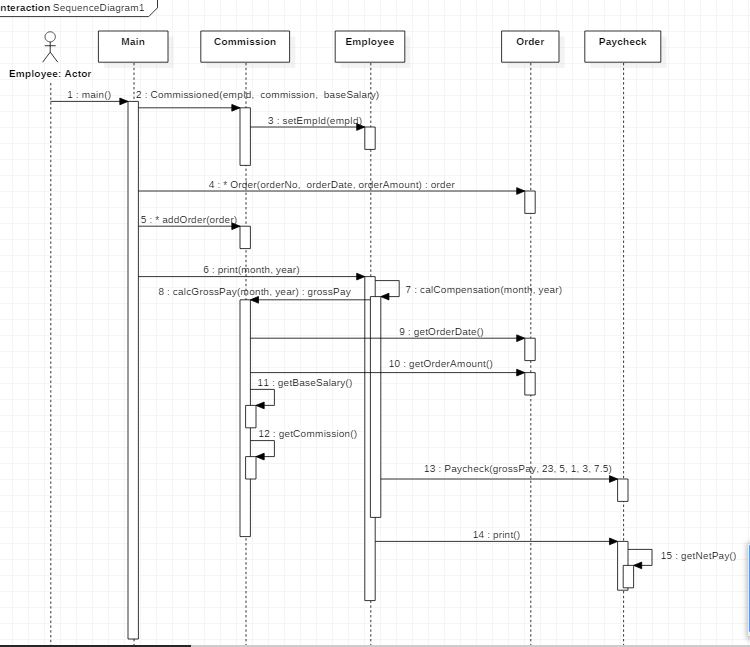 nteraction SequenceDiagram1
Main
Commission
Employee
Order
Paycheck
Employee: Actor
1 : main()
2 : Commissioned(empId, commission, baseSalary)
3 : setEmpId(empId)
4 : * Order(orderNo, orderDate, orderAmount) : order
5 : * addOrder(order)
6 : print(month, year)
7 : calCompensation(month, year)
8 : calcGrossPay(month, year) : grossPay
9 : getOrderDate()
10 : getOrderAmount()
11 : getBaseSalary()
12 : getCommission()
13 : Paycheck(grossPay, 23, 5, 1, 3, 7.5)
14 : print()
15 : getNetPay()